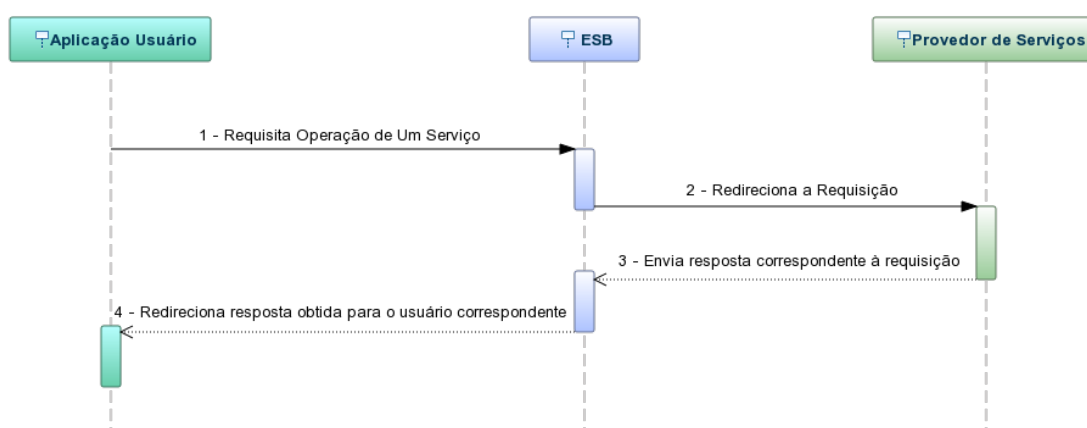 Aplicação Usuário
ESB
Provedor de Serviços
1 - Requisita Operação de Um Serviço
2 - Redireciona a Requisição
3 - Envia resposta correspondente à requisição
4 - Redireciona resposta obtida para o usuário correspondente